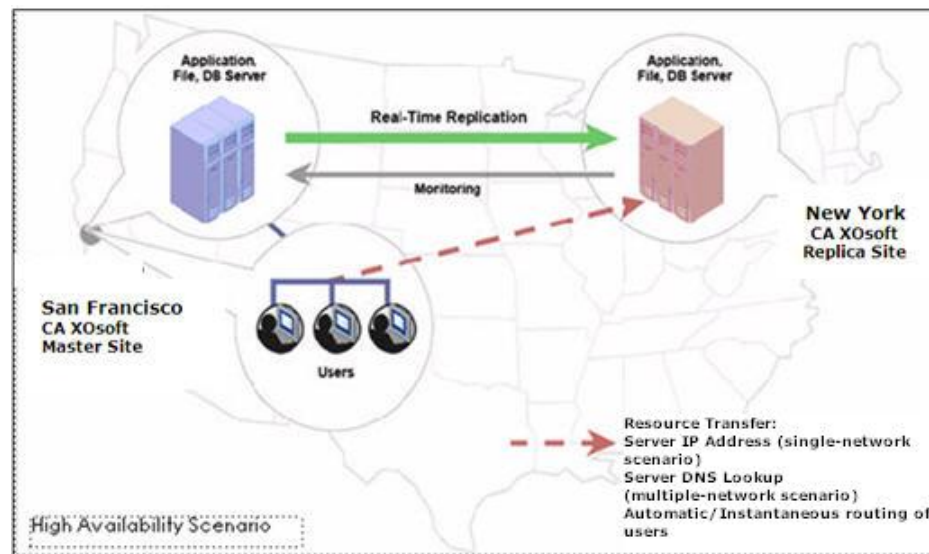 Application,
File, DB Server
Application,
File, DB Server
Real-Time Replication
Monitoring
New York
CA XOsoft
Replica Site
San Francisco
CA XOsoft
Master Site
Users
Resource Transfer:
Server IP Address (single-network
scenario)
Server DNS Lookup
(multiple-network scenario)
Automatic/Instantaneous routing of
users
High Availability Scenario